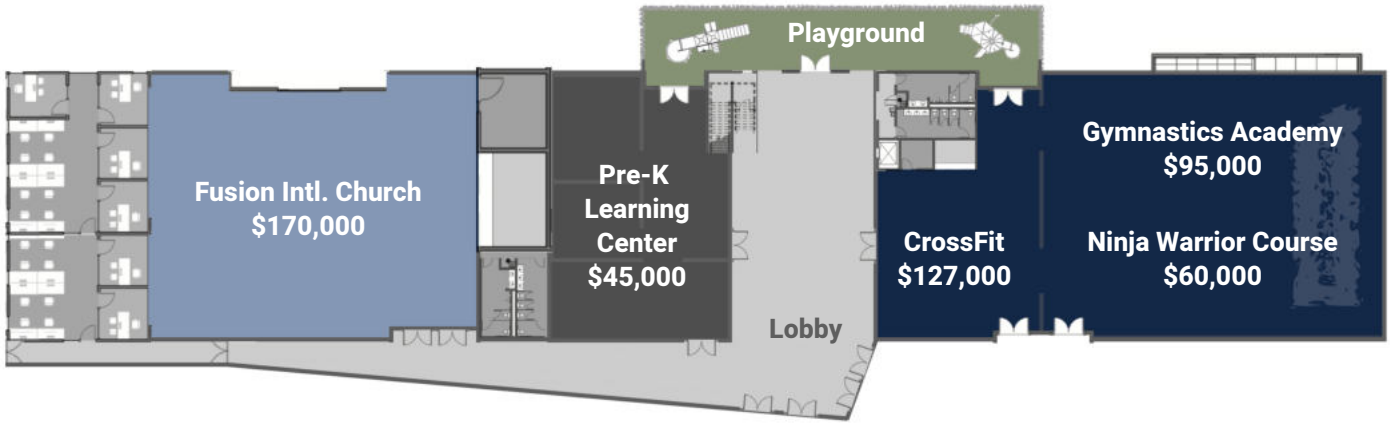 Playground
Fusion Intl. Church
$170,000
Pre-K
Learning
Center
$45,000
Lobby
CrossFit
$127,000
Gymnastics Academy
$95,000
Ninja Warrior Course
$60,000